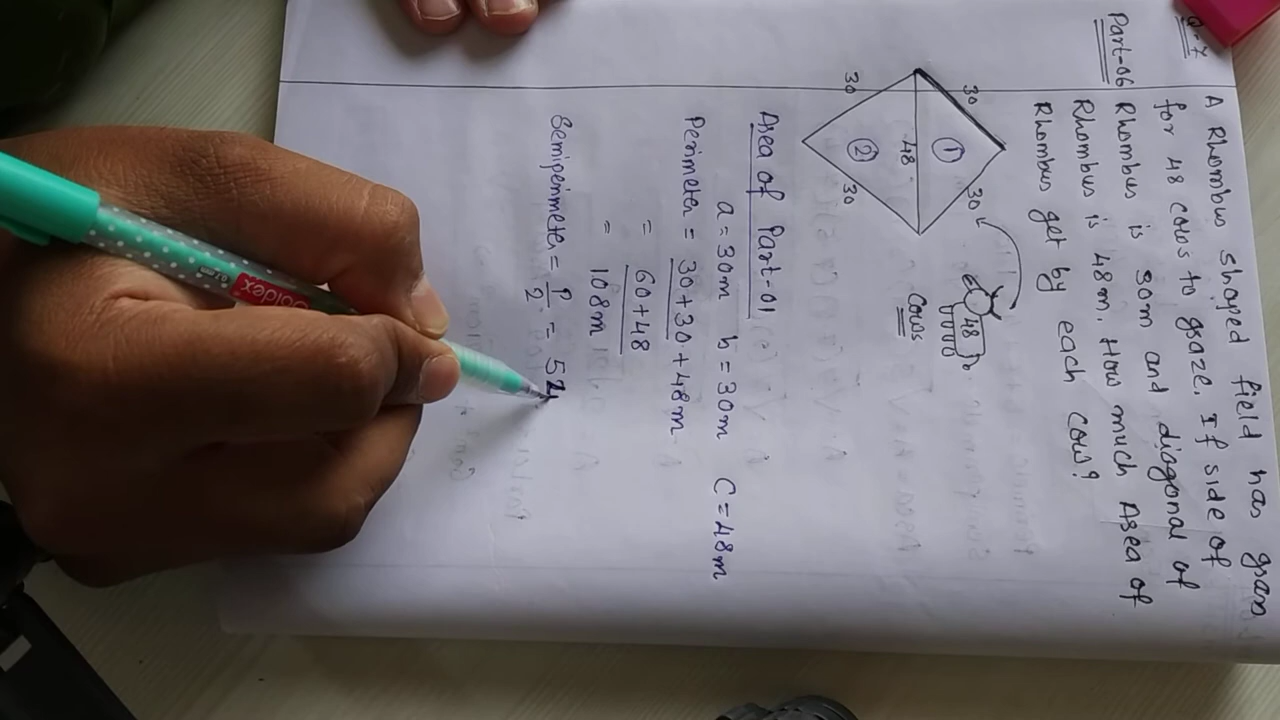 Q-7
A Rhombus shaped field has grass
for 48 cows to graze. If side of
Part-06 Rhombus is 30m and diagonal of
Rhombus is 48m. How much Area of
Rhombus get by each cow?
30 30
① 48
48
② cows
30 30
Area of Part-01
a = 30m b = 30m C = 48m
Perimeter = 30+30+48m
= 60+48
= 108m
Semiperimeter = P/2 = 54
Goldex